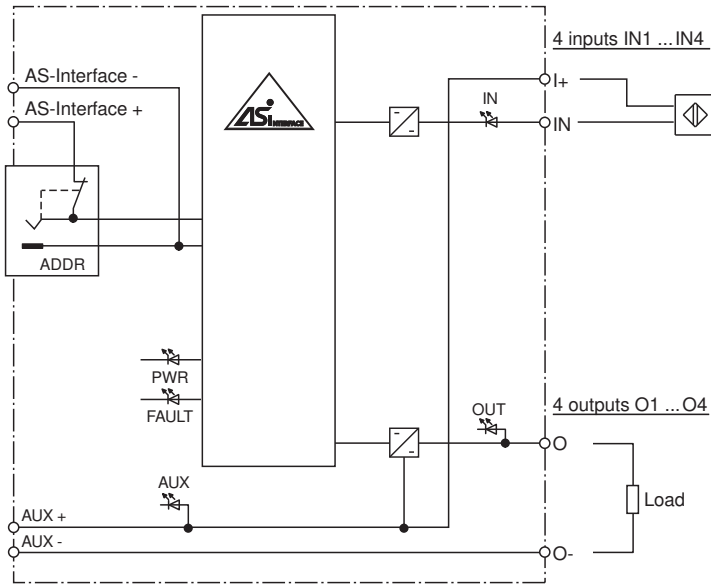 4 inputs IN1 ...IN4
AS-Interface -
I+
AS-Interface +
IN
ASi INTERFACE
IN
ADDR
PWR
FAULT
OUT
4 outputs O1 ...O4
O
AUX
Load
AUX +
AUX -
O-